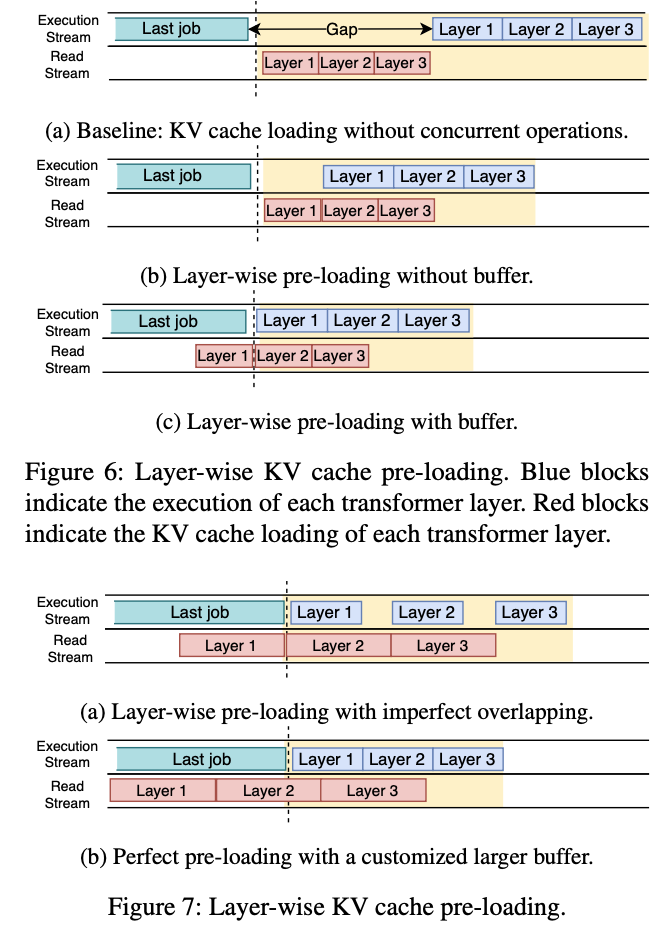 Execution Stream
Last job
Gap
Layer 1 Layer 2 Layer 3
Read Stream
Layer 1 Layer 2 Layer 3
(a) Baseline: KV cache loading without concurrent operations.
Execution Stream
Last job
Layer 1 Layer 2 Layer 3
Read Stream
Layer 1 Layer 2 Layer 3
(b) Layer-wise pre-loading without buffer.
Execution Stream
Last job
Layer 1 Layer 2 Layer 3
Read Stream
Layer 1 Layer 2 Layer 3
(c) Layer-wise pre-loading with buffer.
Figure 6: Layer-wise KV cache pre-loading. Blue blocks
indicate the execution of each transformer layer. Red blocks
indicate the KV cache loading of each transformer layer.
Execution Stream
Last job
Layer 1 Layer 2 Layer 3
Read Stream
Layer 1 Layer 2 Layer 3
(a) Layer-wise pre-loading with imperfect overlapping.
Execution Stream
Last job
Layer 1 Layer 2 Layer 3
Read Stream
Layer 1 Layer 2 Layer 3
(b) Perfect pre-loading with a customized larger buffer.
Figure 7: Layer-wise KV cache pre-loading.